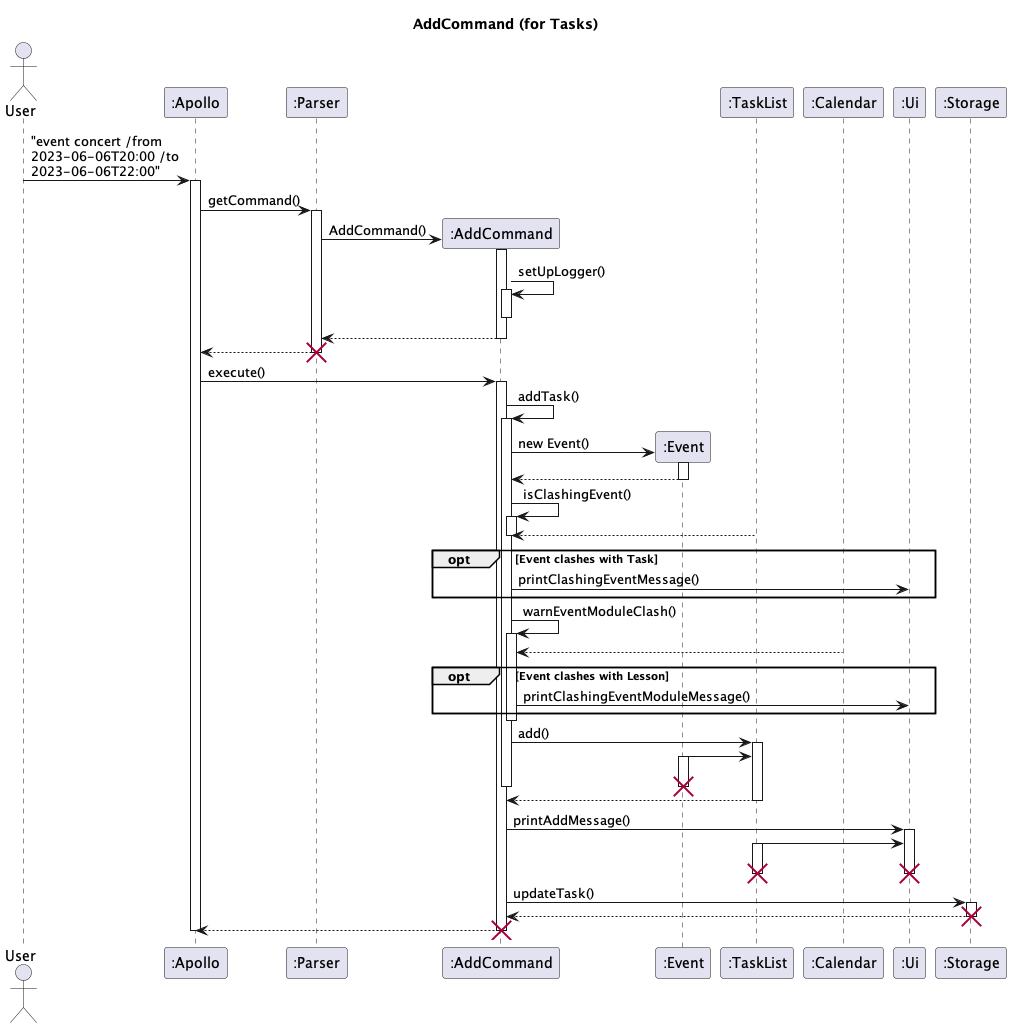 AddCommand (for Tasks)
User
:Apollo
:Parser
:TaskList
:Calendar
:Ui
:Storage
"event concert /from
2023-06-06T20:00 /to
2023-06-06T22:00"
getCommand()
AddCommand()
:AddCommand
setUpLogger()
execute()
addTask()
new Event()
:Event
isClashingEvent()
opt
[Event clashes with Task]
printClashingEventMessage()
warnEventModuleClash()
opt
[Event clashes with Lesson]
printClashingEventModuleMessage()
add()
printAddMessage()
updateTask()
User
:Apollo
:Parser
:AddCommand
:Event
:TaskList
:Calendar
:Ui
:Storage